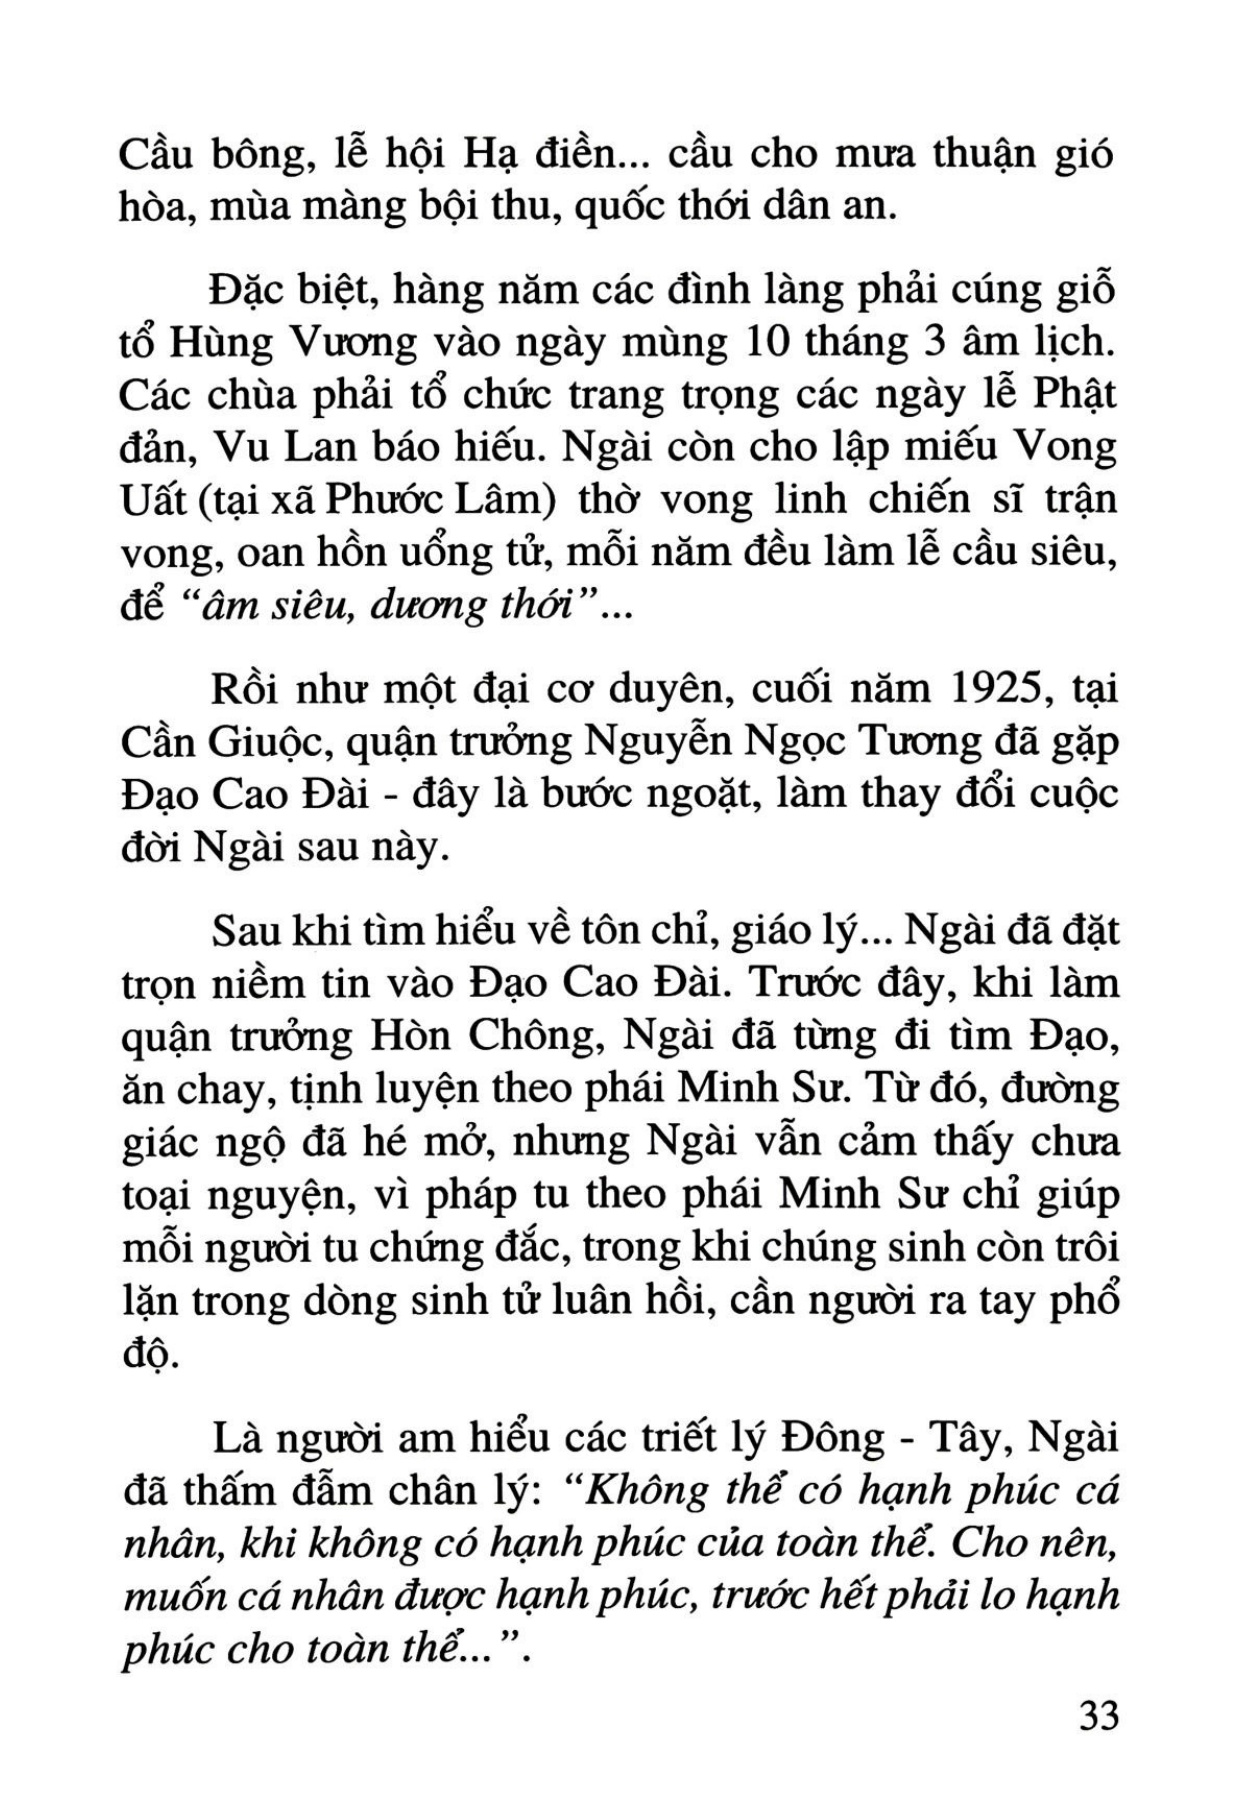 Cầu bông, lễ hội Hạ điền... cầu cho mưa thuận gió
hòa, mùa màng bội thu, quốc thới dân an.
Đặc biệt, hàng năm các đình làng phải cúng giỗ
tổ Hùng Vương vào ngày mùng 10 tháng 3 âm lịch.
Các chùa phải tổ chức trang trọng các ngày lễ Phật
đản, Vu Lan báo hiếu. Ngài còn cho lập miếu Vong
Uất (tại xã Phước Lâm) thờ vong linh chiến sĩ trận
vong, oan hồn uổng tử, mỗi năm đều làm lễ cầu siêu,
để “âm siêu, dương thới”...
Rồi như một đại cơ duyên, cuối năm 1925, tại
Cần Giuộc, quận trưởng Nguyễn Ngọc Tương đã gặp
Đạo Cao Đài - đây là bước ngoặt, làm thay đổi cuộc
đời Ngài sau này.
Sau khi tìm hiểu về tôn chỉ, giáo lý... Ngài đã đặt
trọn niềm tin vào Đạo Cao Đài. Trước đây, khi làm
quận trưởng Hòn Chông, Ngài đã từng đi tìm Đạo,
ăn chay, tịnh luyện theo phái Minh Sư. Từ đó, đường
giác ngộ đã hé mở, nhưng Ngài vẫn cảm thấy chưa
toại nguyện, vì pháp tu theo phái Minh Sư chỉ giúp
mỗi người tu chứng đắc, trong khi chúng sinh còn trôi
lặn trong dòng sinh tử luân hồi, cần người ra tay phổ
độ.
Là người am hiểu các triết lý Đông - Tây, Ngài
đã thấm đẫm chân lý: “Không thể có hạnh phúc cá
nhân, khi không có hạnh phúc của toàn thể. Cho nên,
muốn cá nhân được hạnh phúc, trước hết phải lo hạnh
phúc cho toàn thể...”.
33